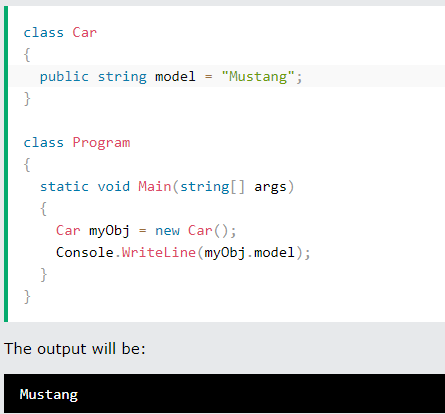 class Car
{
  public string model = "Mustang";
}

class Program
{
  static void Main(string[] args)
  {
    Car myObj = new Car();
    Console.WriteLine(myObj.model);
  }
}
The output will be:
Mustang